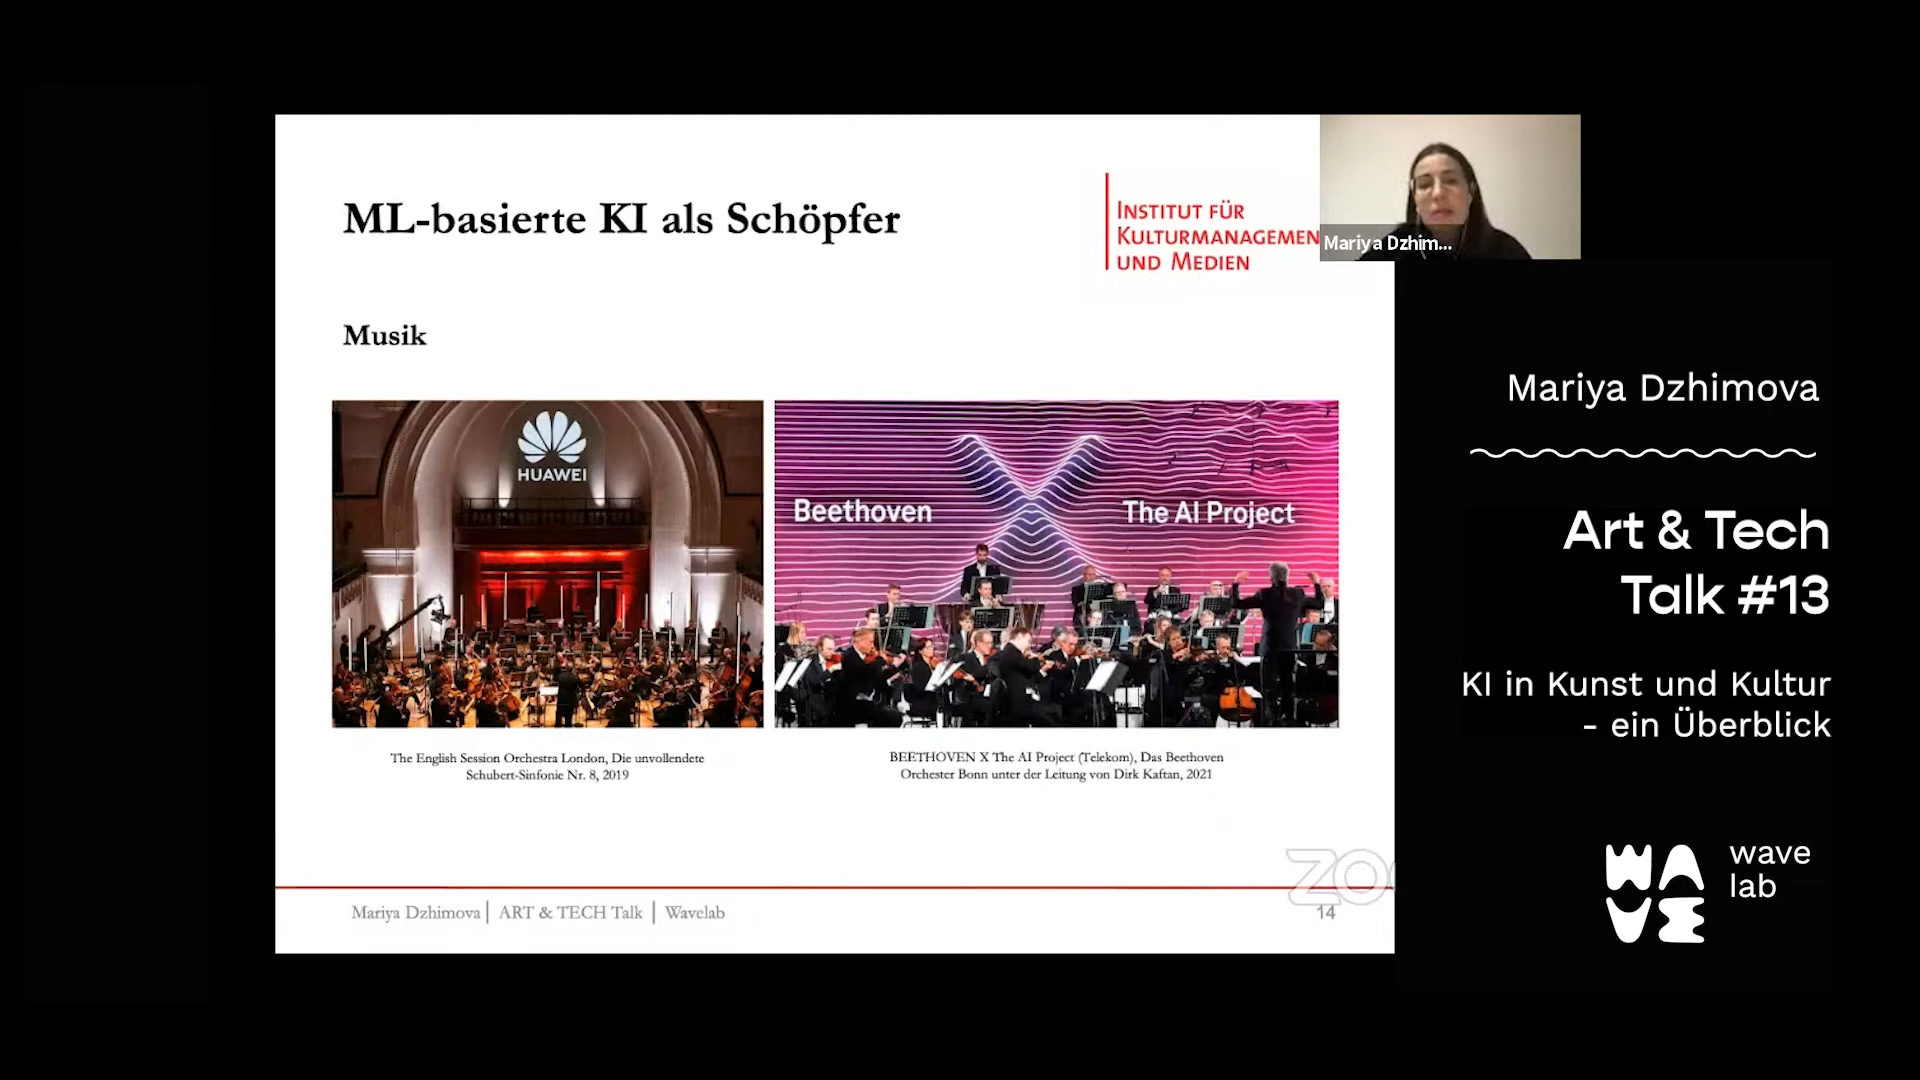 ML-basierte KI als Schöpfer
INSTITUT FÜR
KULTURMANAGEMEN
UND MEDIEN
Mariya Dzhim...
Musik
HUAWEI
Beethoven
The AI Project
The English Session Orchestra London, Die unvollendete
Schubert-Sinfonie Nr. 8, 2019
BEETHOVEN X The AI Project (Telekom), Das Beethoven
Orchester Bonn unter der Leitung von Dirk Kaftan, 2021
Mariya Dzhimova | ART & TECH Talk | Wavelab
ZO
14
Mariya Dzhimova
Art & Tech
Talk #13
KI in Kunst und Kultur
- ein Überblick
WA
VE
wave
lab